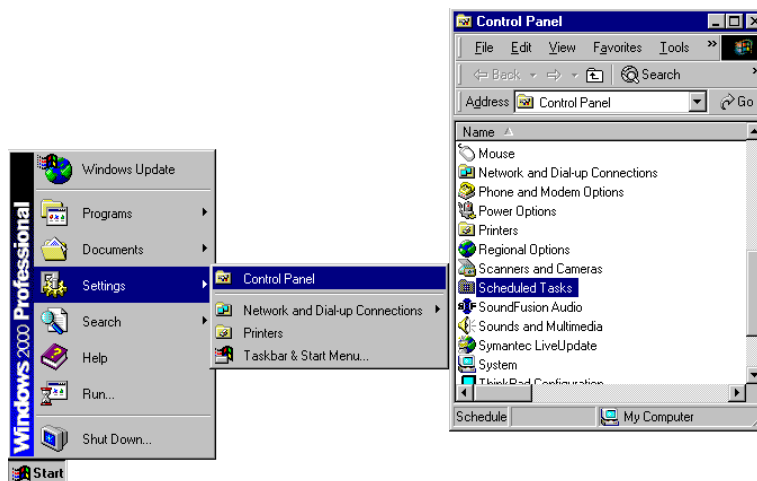 Windows 2000 Professional
Windows Update
Programs
Documents
Settings
Search
Help
Run...
Shut Down...
Start
Control Panel
Network and Dial-up Connections
Printers
Taskbar & Start Menu...
Control Panel
File Edit View Favorites Tools »
Back Search »
Address Control Panel Go
Name
Mouse
Network and Dial-up Connections
Phone and Modem Options
Power Options
Printers
Regional Options
Scanners and Cameras
Scheduled Tasks
SoundFusion Audio
Sounds and Multimedia
Symantec LiveUpdate
System
ThinkPad Configuration
Schedule My Computer